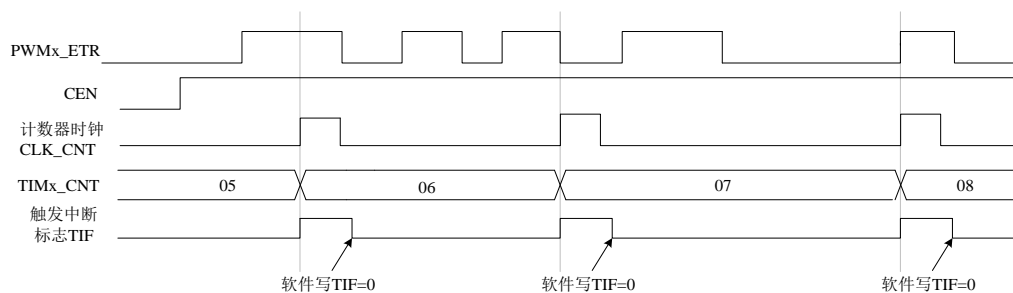 PWMx_ETR
CEN
计数器时钟
CLK_CNT
TIMx_CNT
05
06
07
08
触发中断
标志TIF
软件写TIF=0
软件写TIF=0
软件写TIF=0